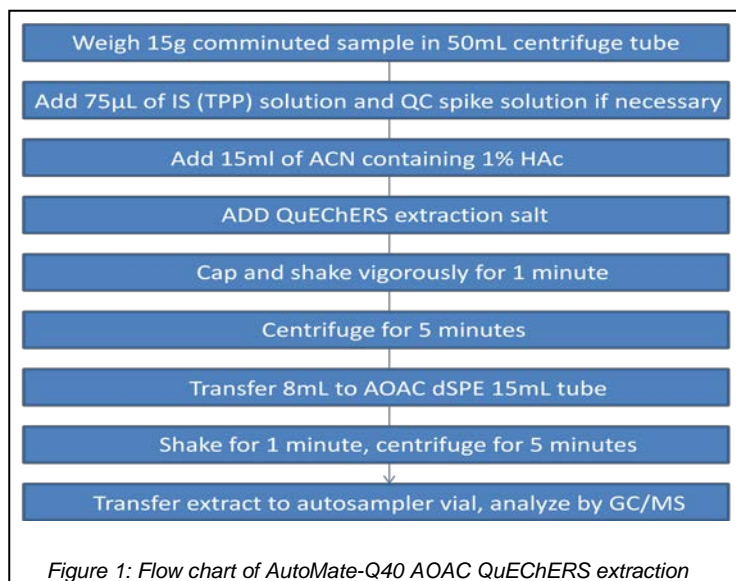 Weigh 15g comminuted sample in 50mL centrifuge tube
Add 75µL of IS (TPP) solution and QC spike solution if necessary
Add 15ml of ACN containing 1% HAc
ADD QuEChERS extraction salt
Cap and shake vigorously for 1 minute
Centrifuge for 5 minutes
Transfer 8mL to AOAC dSPE 15mL tube
Shake for 1 minute, centrifuge for 5 minutes
Transfer extract to autosampler vial, analyze by GC/MS
Figure 1: Flow chart of AutoMate-Q40 AOAC QuEChERS extraction